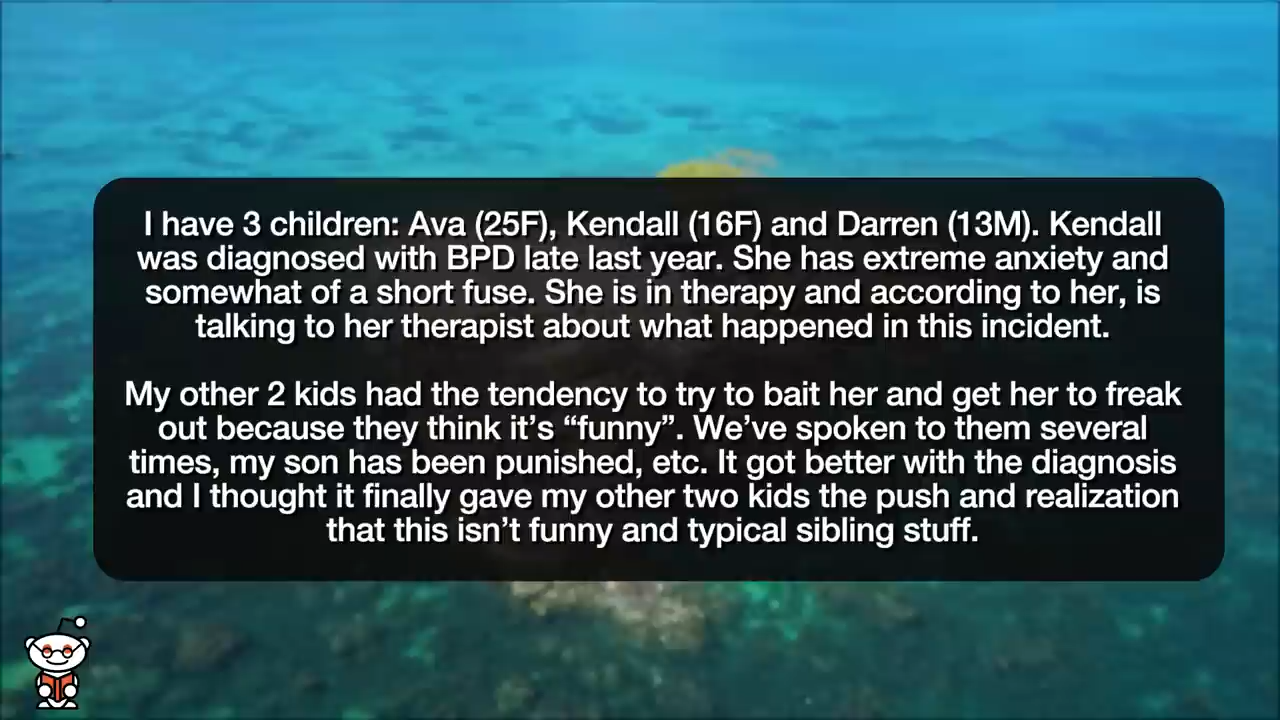 I have 3 children: Ava (25F), Kendall (16F) and Darren (13M). Kendall
was diagnosed with BPD late last year. She has extreme anxiety and
somewhat of a short fuse. She is in therapy and according to her, is
talking to her therapist about what happened in this incident.
My other 2 kids had the tendency to try to bait her and get her to freak
out because they think it’s “funny”. We’ve spoken to them several
times, my son has been punished, etc. It got better with the diagnosis
and I thought it finally gave my other two kids the push and realization
that this isn’t funny and typical sibling stuff.